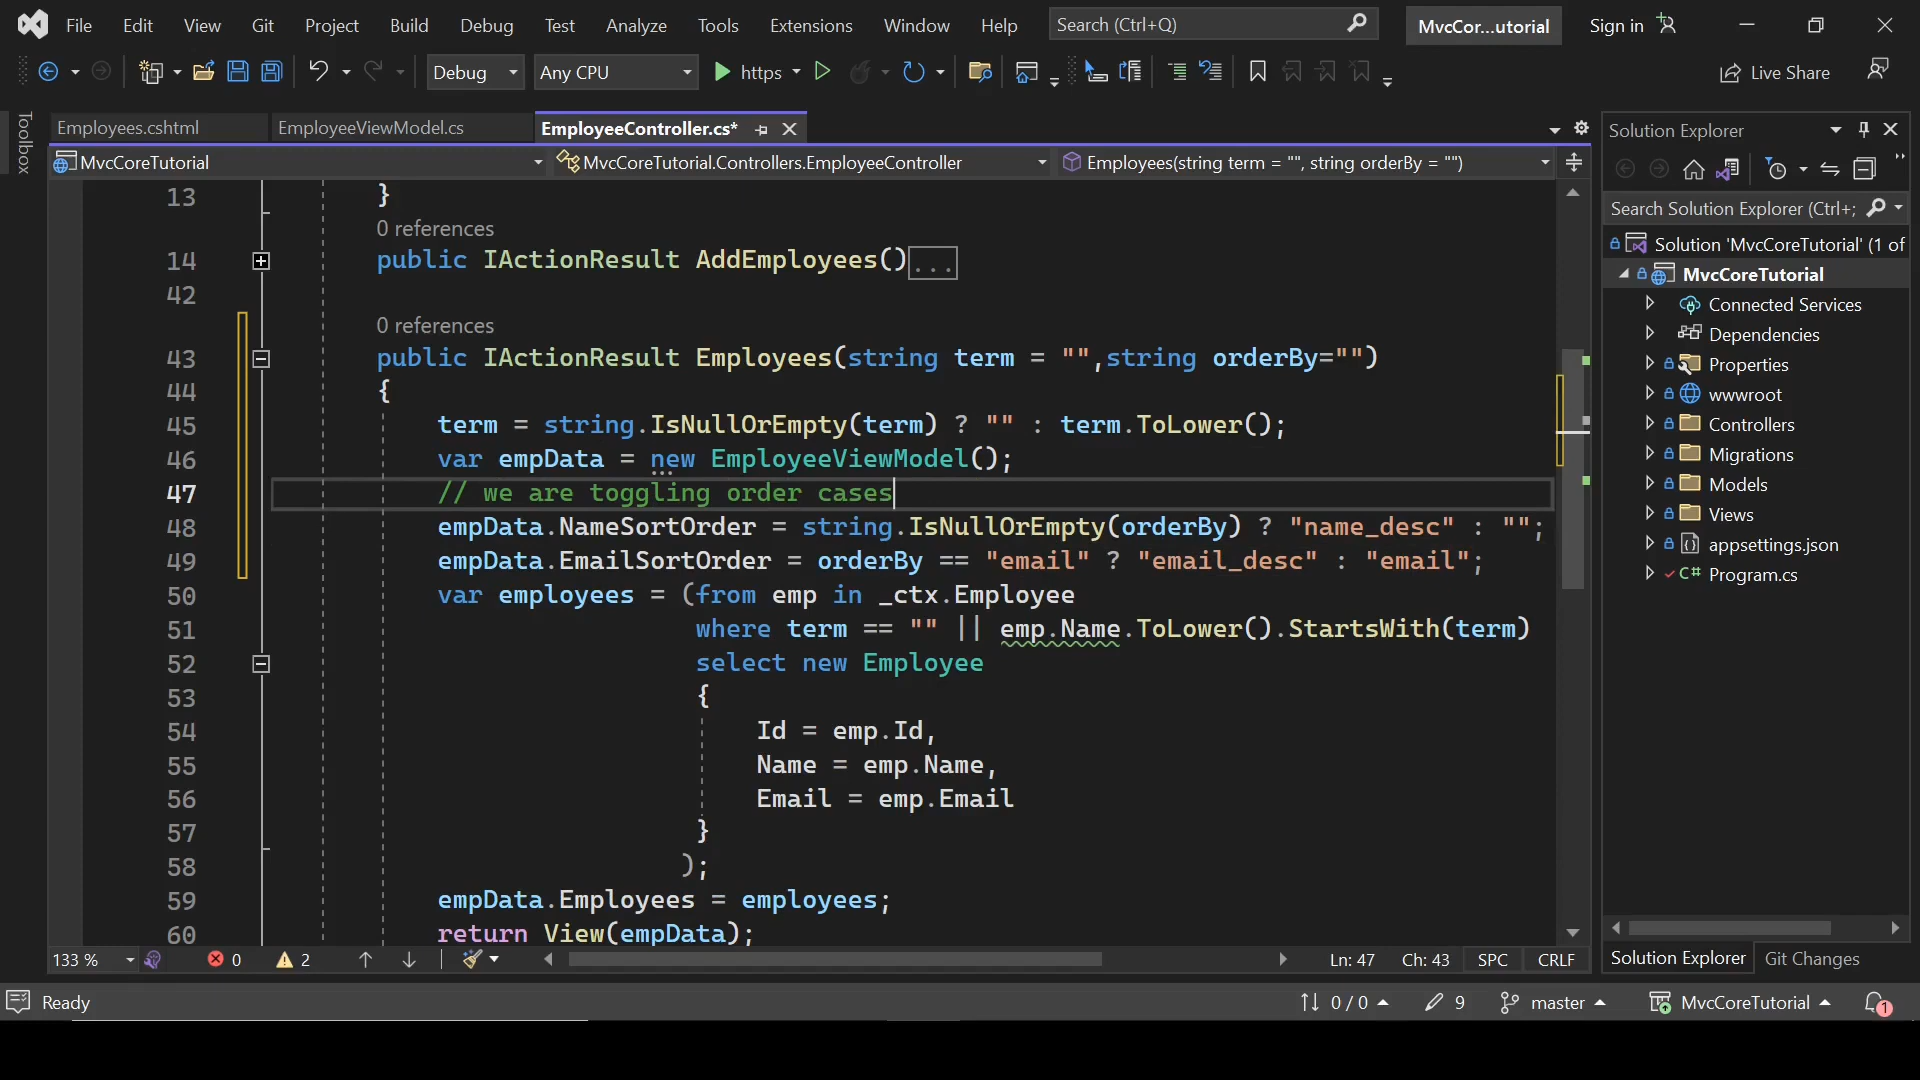 File Edit View Git Project Build Debug Test Analyze Tools Extensions Window Help Search (Ctrl+Q) MvcCor...utorial Sign in
Debug Any CPU https Live Share
Toolbox
Employees.cshtml EmployeeViewModel.cs EmployeeController.cs*
MvcCoreTutorial MvcCoreTutorial.Controllers.EmployeeController Employees(string term = "", string orderBy = "")
13 }
0 references
14 public IActionResult AddEmployees()...
42
0 references
43 public IActionResult Employees(string term = "",string orderBy="")
44 {
45 term = string.IsNullOrEmpty(term) ? "" : term.ToLower();
46 var empData = new EmployeeViewModel();
47 // we are toggling order cases
48 empData.NameSortOrder = string.IsNullOrEmpty(orderBy) ? "name_desc" : "";
49 empData.EmailSortOrder = orderBy == "email" ? "email_desc" : "email";
50 var employees = (from emp in _ctx.Employee
51 where term == "" || emp.Name.ToLower().StartsWith(term)
52 select new Employee
53 {
54 Id = emp.Id,
55 Name = emp.Name,
56 Email = emp.Email
57 }
58 );
59 empData.Employees = employees;
60 return View(empData);
133 % 0 2 Ln: 47 Ch: 43 SPC CRLF
Solution Explorer
Search Solution Explorer (Ctrl+;
Solution 'MvcCoreTutorial' (1 of
MvcCoreTutorial
Connected Services
Dependencies
Properties
wwwroot
Controllers
Migrations
Models
Views
appsettings.json
C# Program.cs
Solution Explorer Git Changes
Ready 0 / 0 9 master MvcCoreTutorial 1